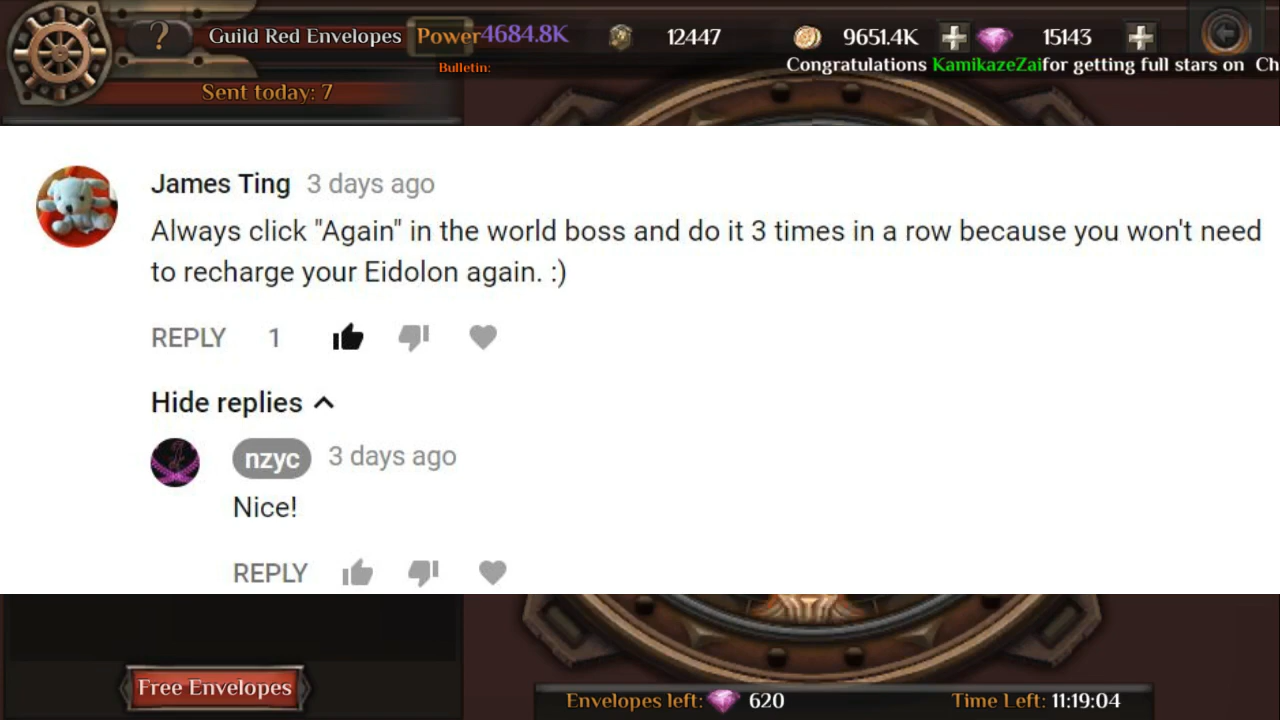 ? Guild Red Envelopes Power4684.8K 12447 9651.4K 15143
Bulletin: Congratulations KamikazeZaifor getting full stars on Ch
Sent today: 7
James Ting 3 days ago
Always click "Again" in the world boss and do it 3 times in a row because you won't need
to recharge your Eidolon again. :)
REPLY 1
Hide replies
nzyc 3 days ago
Nice!
REPLY
Free Envelopes
Envelopes left: 620 Time Left: 11:19:04